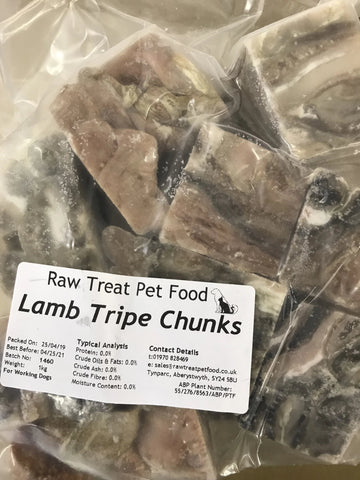 Raw Treat Pet Food
Lamb Tripe Chunks
Packed On: 25/04/19
Best Before: 04/25/21
Batch No: 1460
Weight: 1kg
For Working Dogs
Typical Analysis
Protein: 0.0%
Crude Oils & Fats: 0.0%
Crude Ash: 0.0%
Crude Fibre: 0.0%
Moisture Content: 0.0%
Contact Details
t:01970 828469
e: sales@rawtreatpetfood.co.uk
Tynparc, Aberystwyth, SY24 5BU
ABP Plant Number:
55/276/8563/ABP/PTF